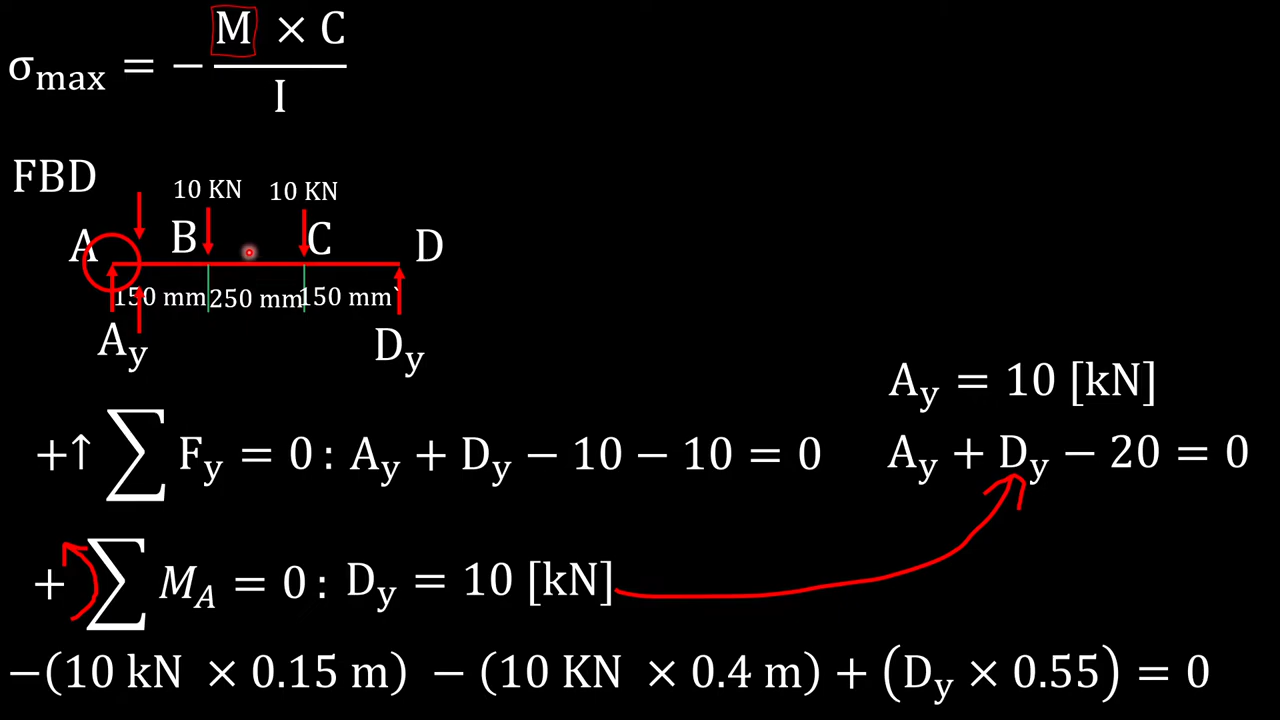 σmax = − M × C / I
FBD
10 KN 10 KN
A B C D
150 mm 250 mm 150 mm`
Ay Dy
Ay = 10 [kN]
+↑ ∑ Fy = 0: Ay + Dy − 10 − 10 = 0
Ay + Dy − 20 = 0
+ ∑ MA = 0: Dy = 10 [kN]
−(10 kN × 0.15 m) − (10 KN × 0.4 m) + (Dy × 0.55) = 0